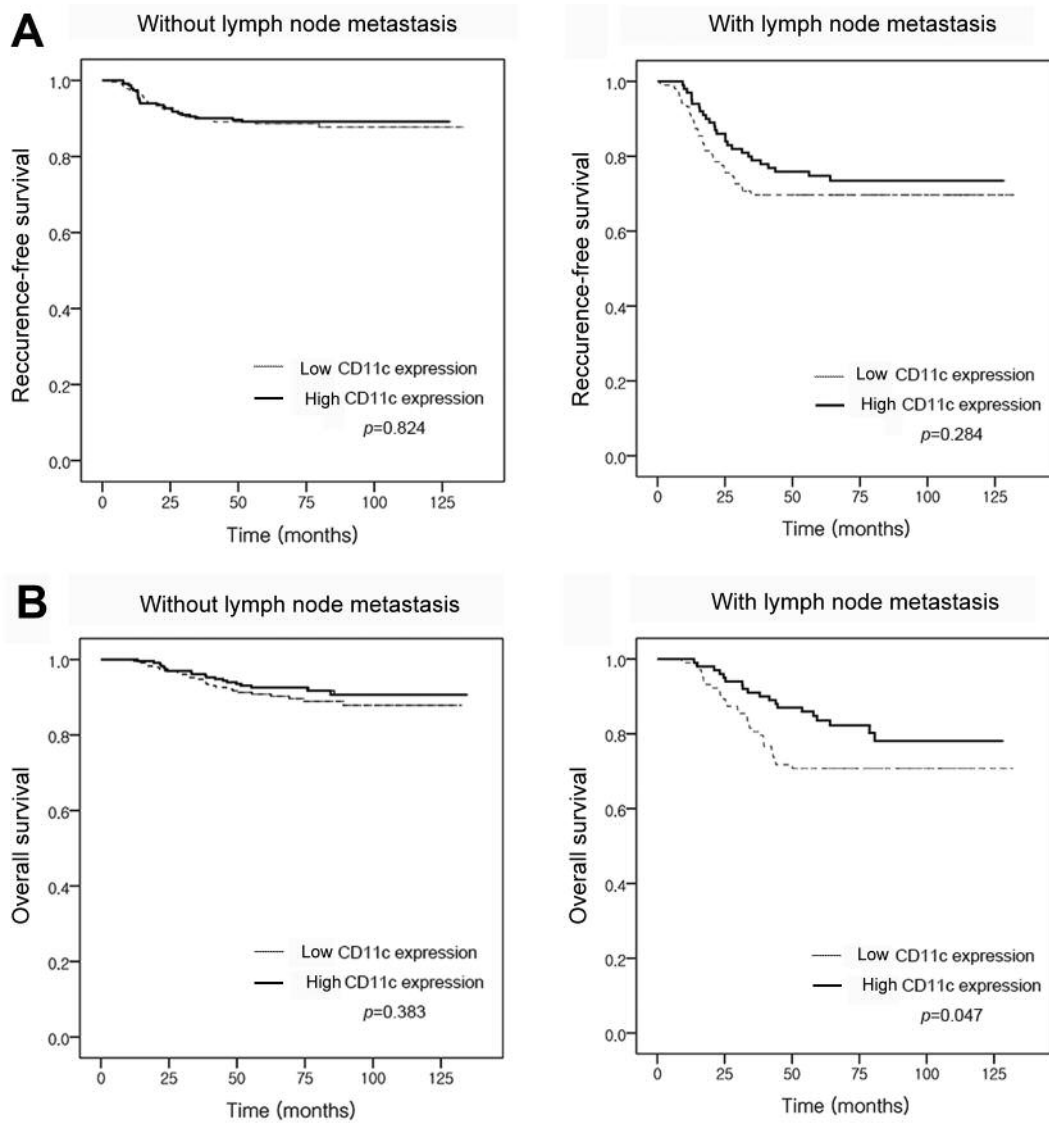 A
Without lymph node metastasis
With lymph node metastasis
Reccurence-free survival
1.0
0.8
0.6
0.4
0.2
0.0
Low CD11c expression
High CD11c expression
p=0.824
0 25 50 75 100 125
Time (months)
Reccurence-free survival
1.0
0.8
0.6
0.4
0.2
0.0
Low CD11c expression
High CD11c expression
p=0.284
0 25 50 75 100 125
Time (months)
B
Without lymph node metastasis
With lymph node metastasis
Overall survival
1.0
0.8
0.6
0.4
0.2
0.0
Low CD11c expression
High CD11c expression
p=0.383
0 25 50 75 100 125
Time (months)
Overall survival
1.0
0.8
0.6
0.4
0.2
0.0
Low CD11c expression
High CD11c expression
p=0.047
0 25 50 75 100 125
Time (months)